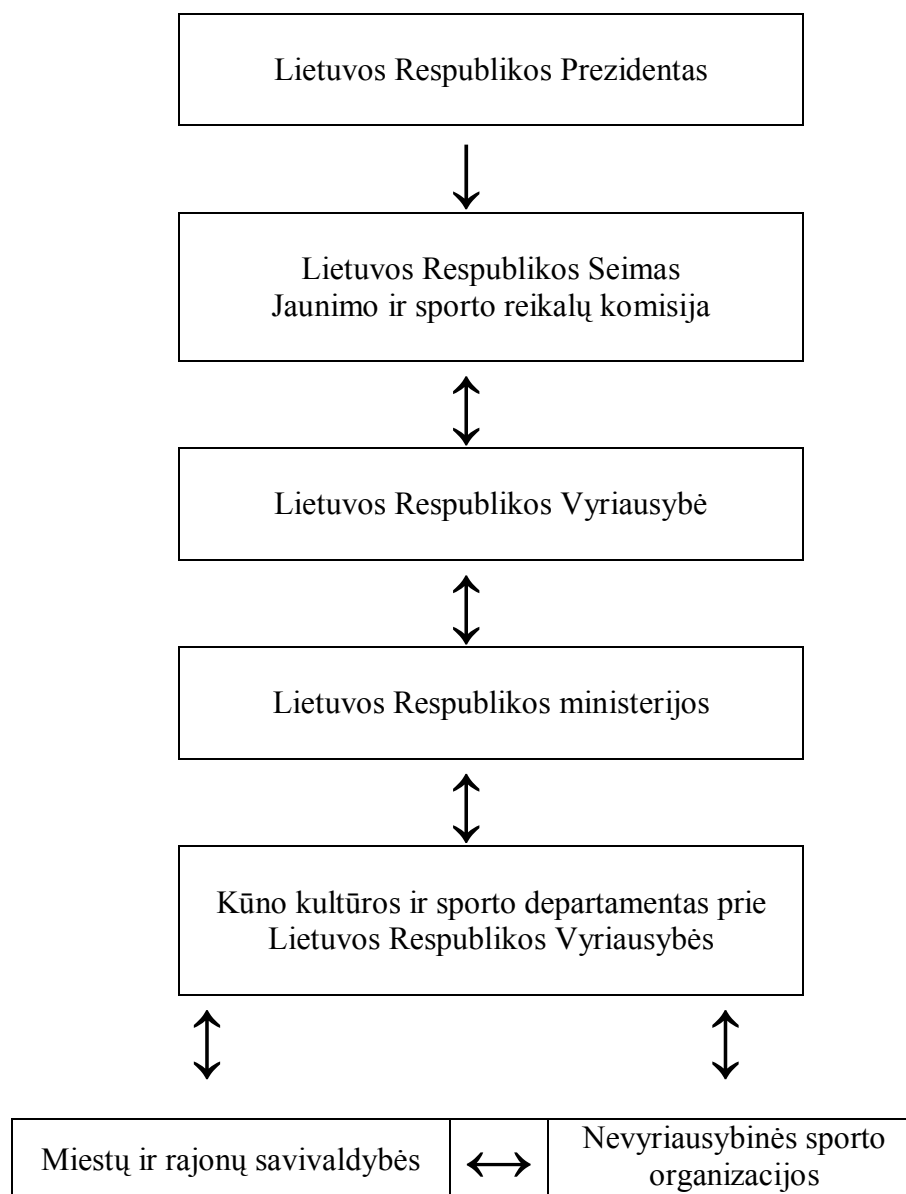 Lietuvos Respublikos Prezidentas
Lietuvos Respublikos Seimas
Jaunimo ir sporto reikalų komisija
Lietuvos Respublikos Vyriausybė
Lietuvos Respublikos ministerijos
Kūno kultūros ir sporto departamentas prie
Lietuvos Respublikos Vyriausybės
Miestų ir rajonų savivaldybės
Nevyriausybinės sporto
organizacijos